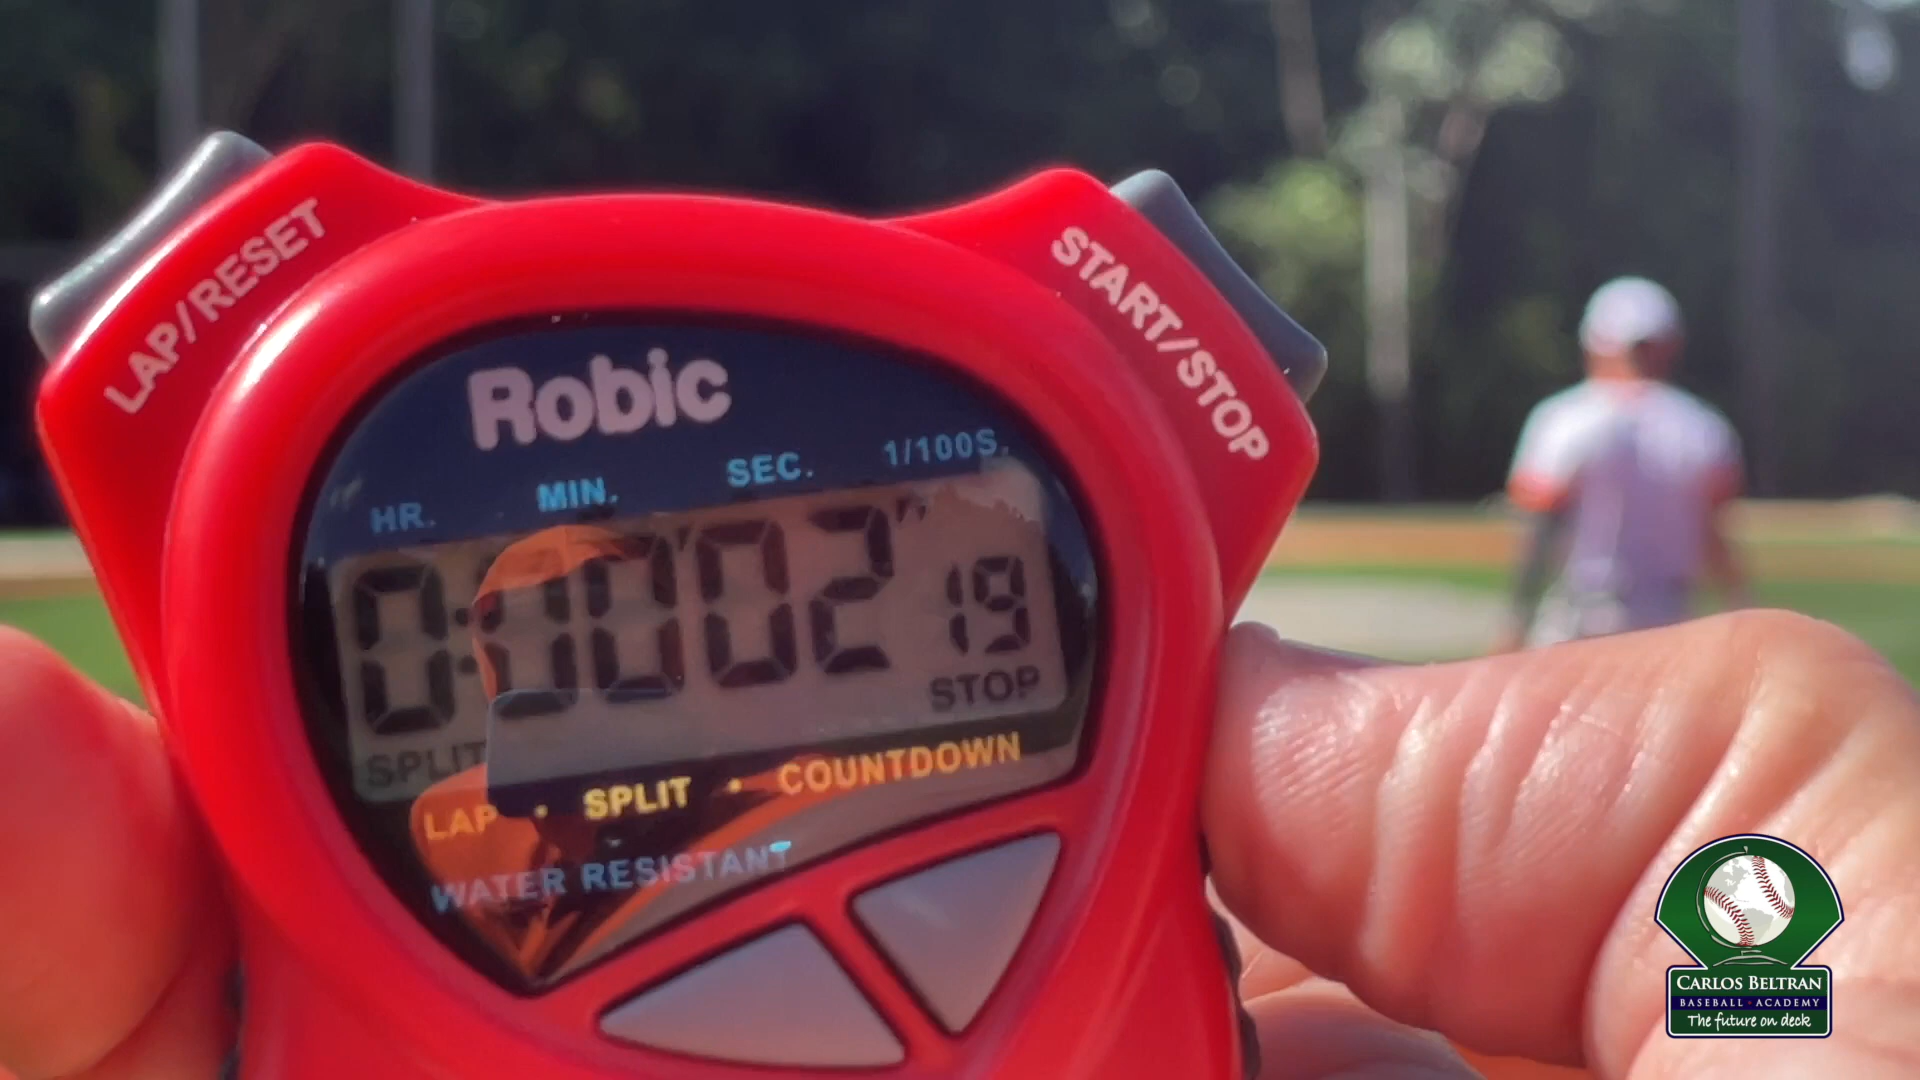 LAP/RESET
START/STOP
Robic
HR. MIN. SEC. 1/100S.
0:00'02" 19
STOP
SPLIT
LAP · SPLIT · COUNTDOWN
WATER RESISTANT
CARLOS BELTRAN
BASEBALL · ACADEMY
The future on deck